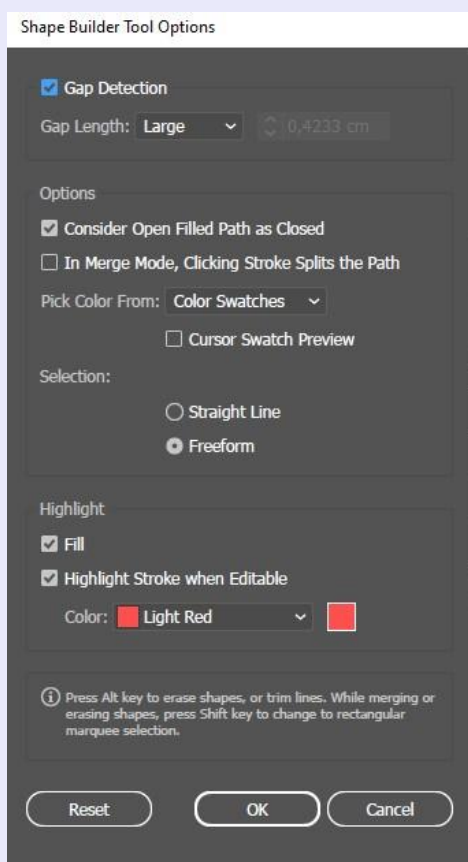 Shape Builder Tool Options
Gap Detection
Gap Length: Large 0,4233 cm
Options
Consider Open Filled Path as Closed
In Merge Mode, Clicking Stroke Splits the Path
Pick Color From: Color Swatches
Cursor Swatch Preview
Selection:
Straight Line
Freeform
Highlight
Fill
Highlight Stroke when Editable
Color: Light Red
Press Alt key to erase shapes, or trim lines. While merging or
erasing shapes, press Shift key to change to rectangular
marquee selection.
Reset OK Cancel